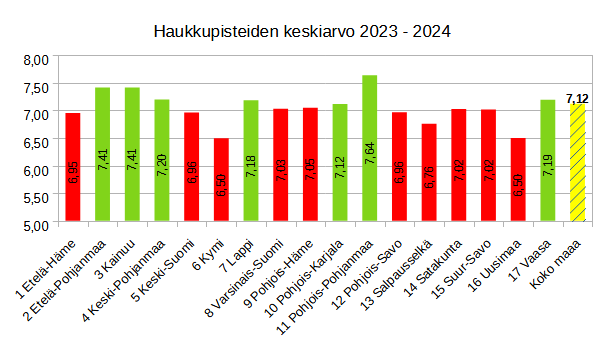 Haukkupisteiden keskiarvo 2023 - 2024
8,00
7,50
7,00
6,50
6,00
5,50
5,00
6,95
7,41
7,41
7,20
6,96
6,50
7,18
7,03
7,05
7,12
7,64
6,96
6,76
7,02
7,02
6,50
7,19
7,12
1 Etelä-Häme
2 Etelä-Pohjanmaa
3 Kainuu
4 Keski-Pohjanmaa
5 Keski-Suomi
6 Kymi
7 Lappi
8 Varsinais-Suomi
9 Pohjois-Häme
10 Pohjois-Karjala
11 Pohjois-Pohjanmaa
12 Pohjois-Savo
13 Salpausselkä
14 Satakunta
15 Suur-Savo
16 Uusimaa
17 Vaasa
Koko maaa